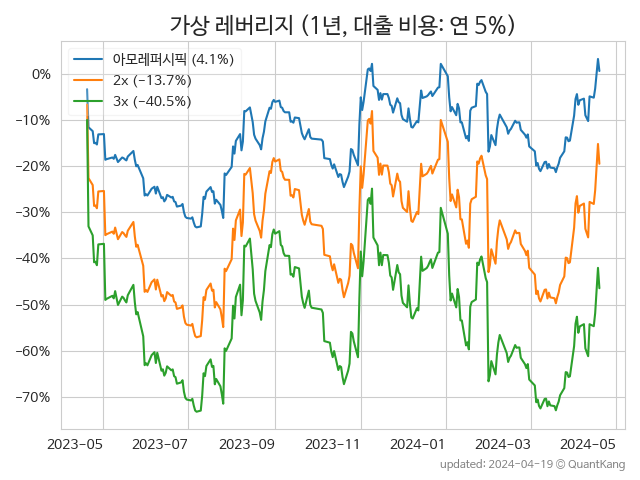 가상 레버리지 (1년, 대출 비용: 연 5%)
아모레퍼시픽 (4.1%)
2x (−13.7%)
3x (−40.5%)
0%
−10%
−20%
−30%
−40%
−50%
−60%
−70%
2023-05 2023-07 2023-09 2023-11 2024-01 2024-03 2024-05
updated: 2024-04-19 © QuantKang